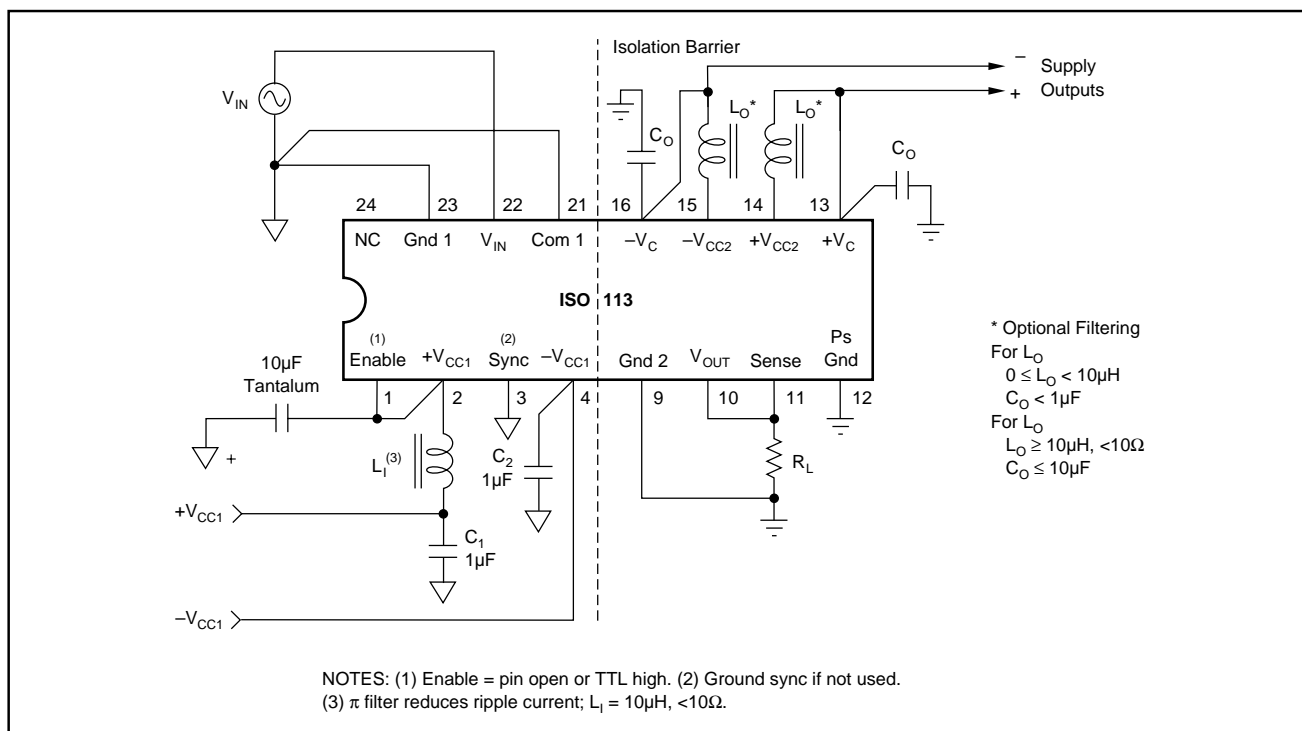 Isolation Barrier
– Supply
+ Outputs
V_IN
C_O
L_O*
L_O*
C_O
24 23 22 21 16 15 14 13
NC Gnd 1 V_IN Com 1 –V_C –V_CC2 +V_CC2 +V_C
ISO 113
(1) (2)
Enable +V_CC1 Sync –V_CC1 Gnd 2 V_OUT Sense Ps
Gnd
1 2 3 4 9 10 11 12
10µF
Tantalum
+
L_I(3)
C_2
1µF
R_L
+V_CC1
C_1
1µF
–V_CC1
* Optional Filtering
For L_O
0 ≤ L_O < 10µH
C_O < 1µF
For L_O
L_O ≥ 10µH, <10Ω
C_O ≤ 10µF
NOTES: (1) Enable = pin open or TTL high. (2) Ground sync if not used.
(3) π filter reduces ripple current; L_I = 10µH, <10Ω.